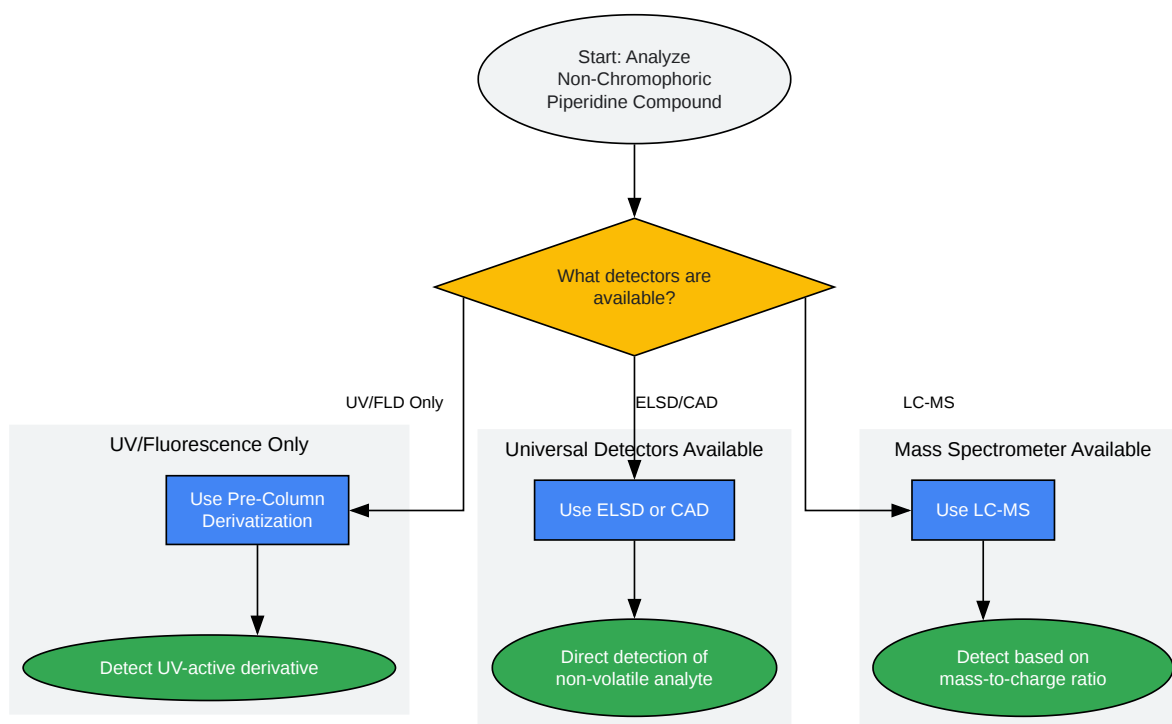 Start: Analyze
Non-Chromophoric
Piperidine Compound
What detectors are
available?
UV/FLD Only
ELSD/CAD
LC-MS
UV/Fluorescence Only
Use Pre-Column
Derivatization
Detect UV-active derivative
Universal Detectors Available
Use ELSD or CAD
Direct detection of
non-volatile analyte
Mass Spectrometer Available
Use LC-MS
Detect based on
mass-to-charge ratio